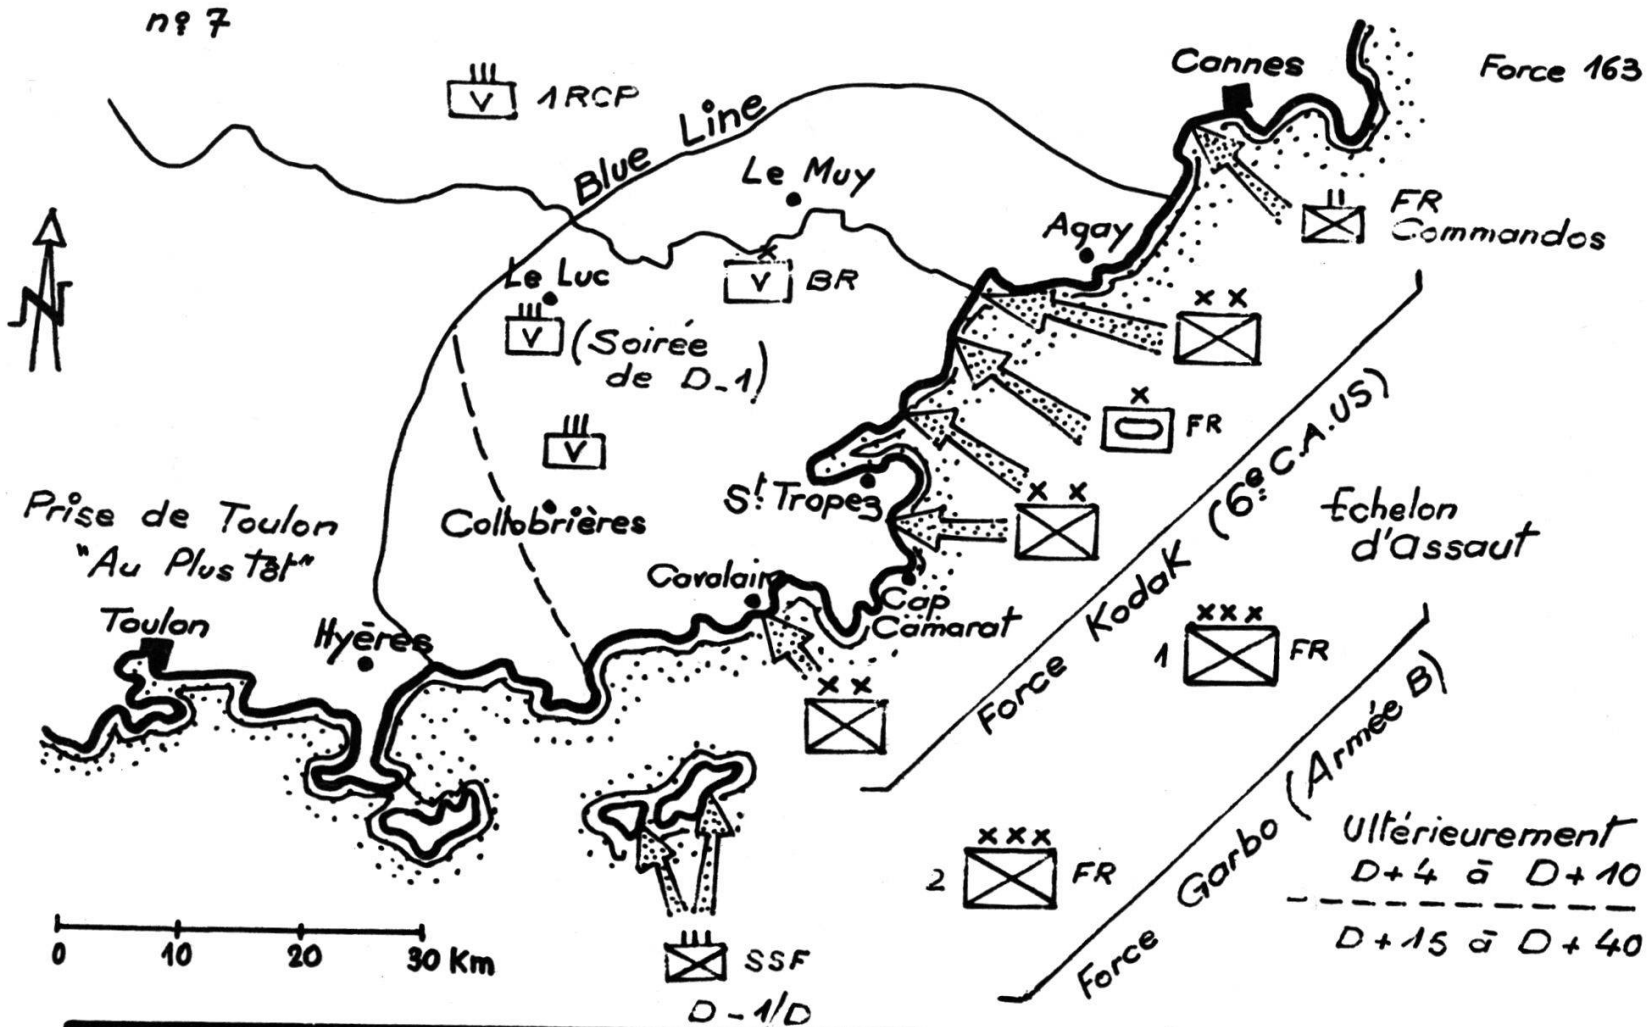 nº 7
Force 163
Cannes
1 RCP
Blue Line
Le Muy
FR
Commandos
Agay
Le Luc
BR
(Soirée
de D-1)
FR
Force Kodak (6e C.A.US)
St. Tropez
Collobrières
Prise de Toulon
"Au Plus Tôt"
Echelon
d'Assaut
Cavalaire
Cap
Camarat
Toulon
Hyères
1
FR
Force Garbo (Armée B)
2
FR
Ultérieurement
D+4 à D+10
D+15 à D+40
0 10 20 30 Km
SSF
D-1/D